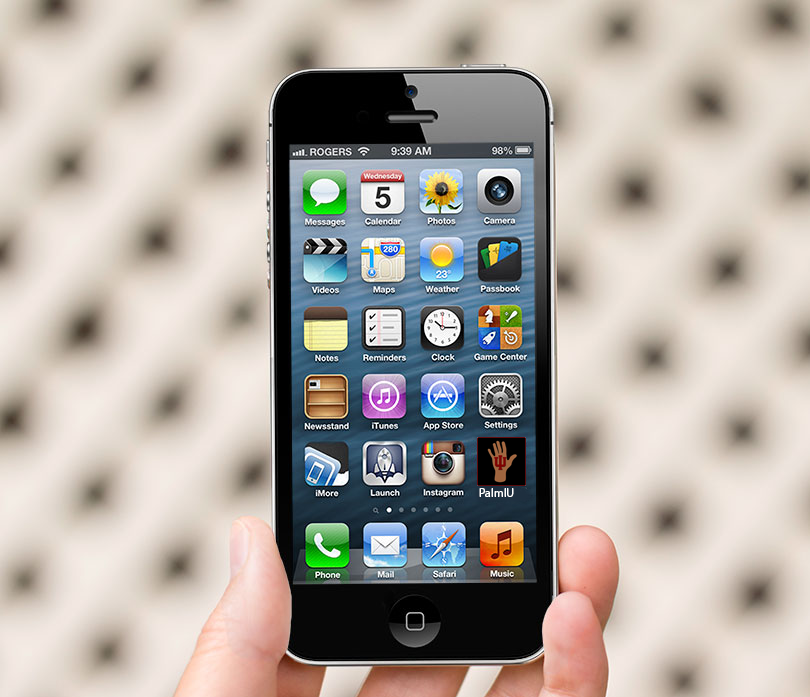 ROGERS 9:39 AM 98%
Wednesday
5
280
Messages Calendar Photos Camera
23°
Videos Maps Weather Passbook
Notes Reminders Clock Game Center
Newsstand iTunes App Store Settings
iMore Launch Instagram PalmIU
Phone Mail Safari Music